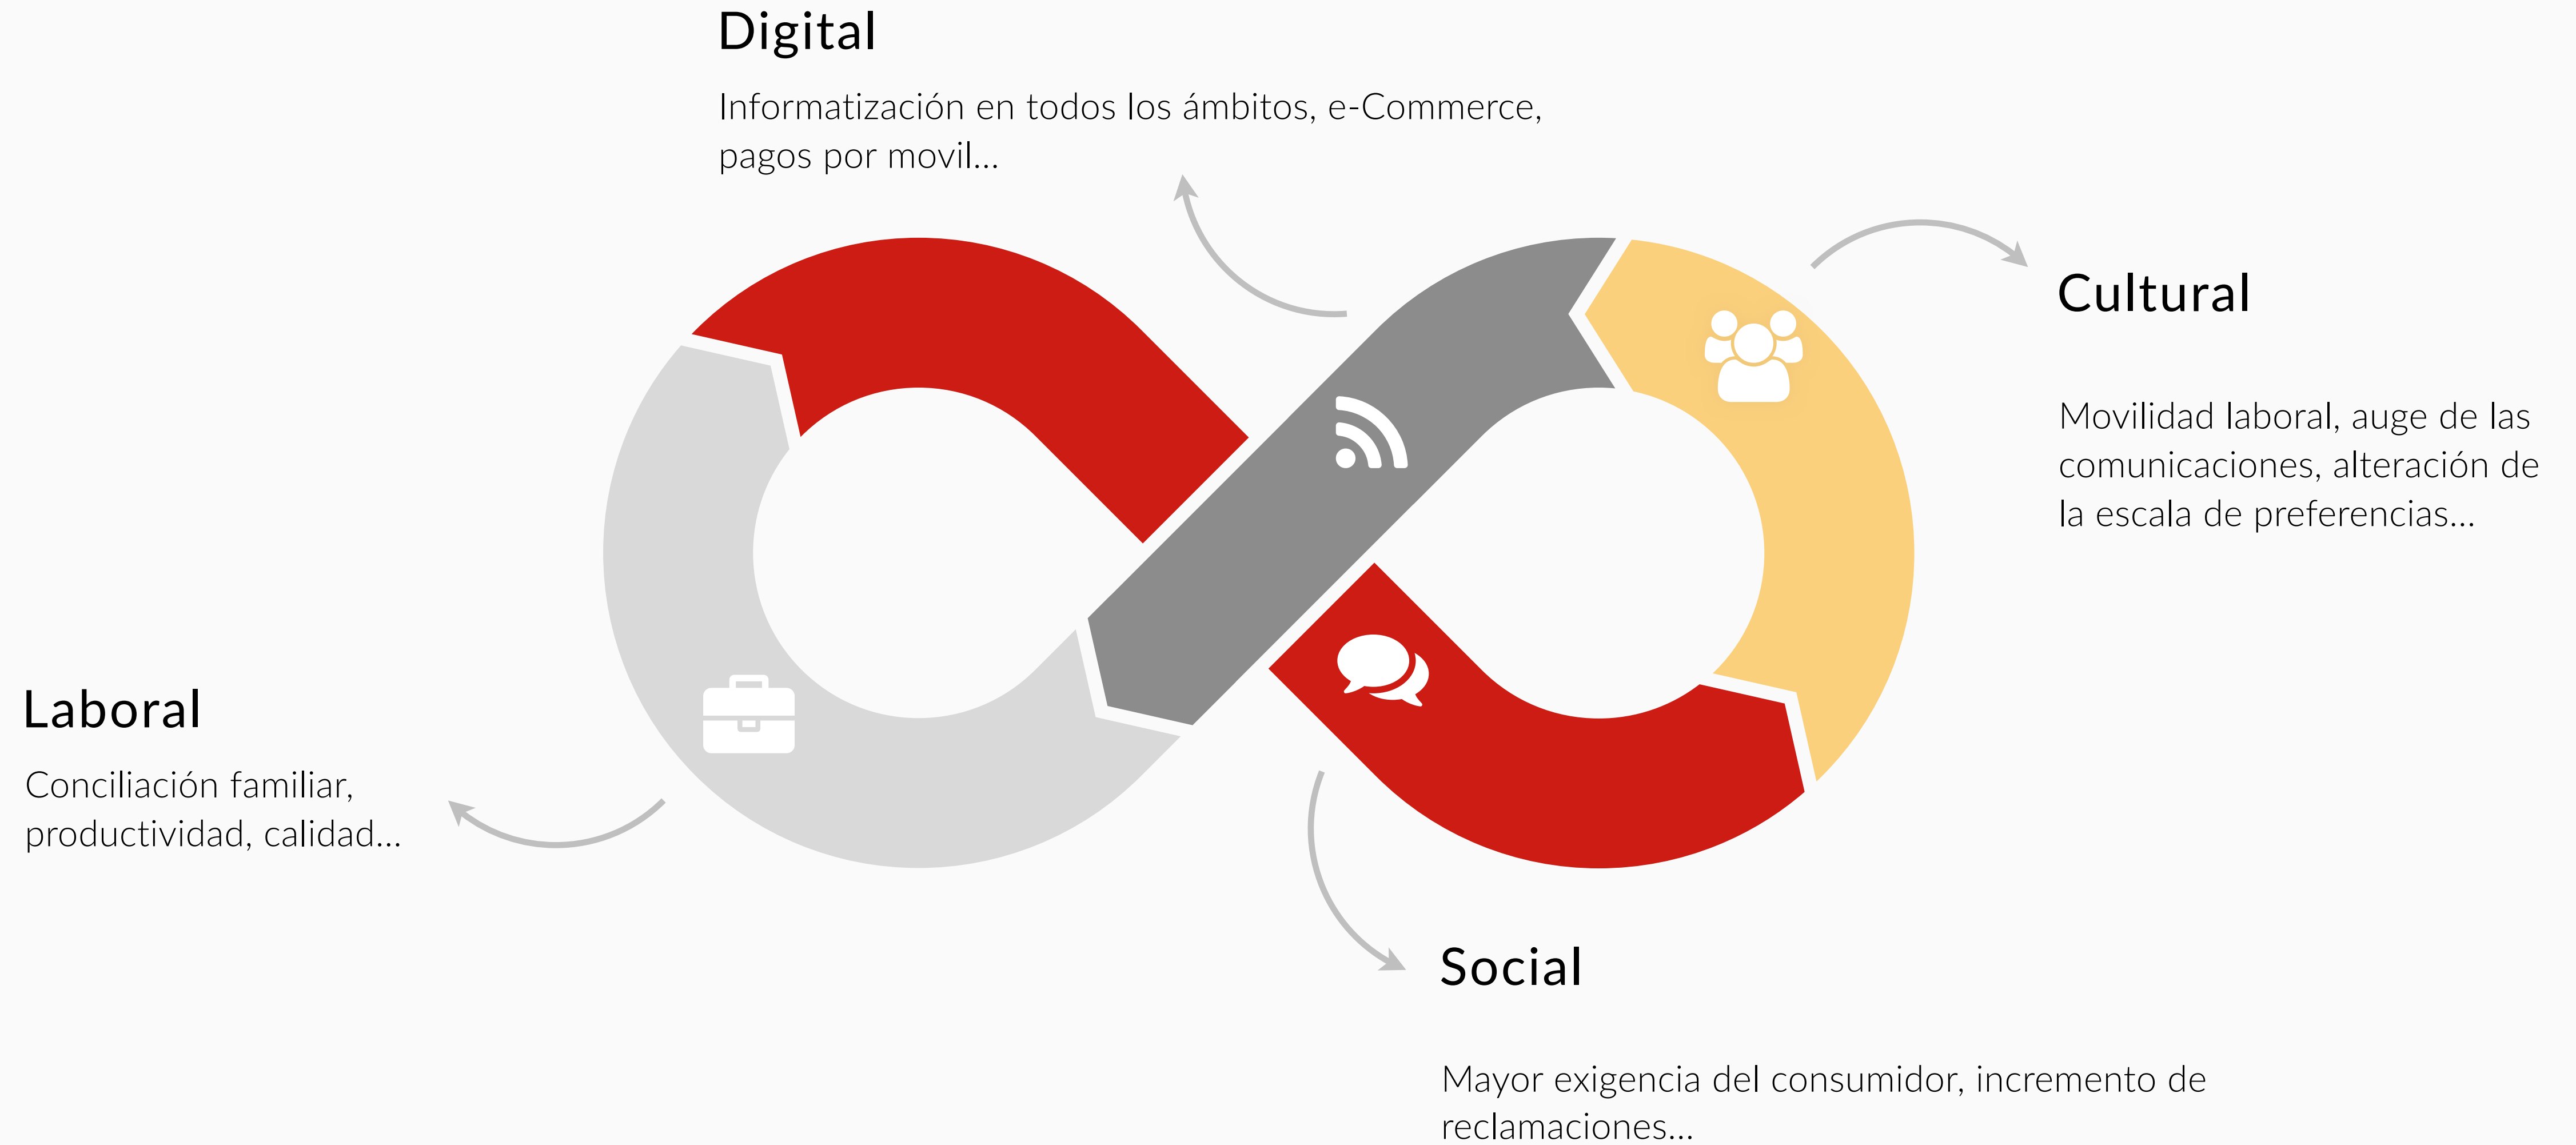 Digital
Informatización en todos los ámbitos, e-Commerce,
pagos por movil...
Cultural
Movilidad laboral, auge de las
comunicaciones, alteración de
la escala de preferencias...
Laboral
Conciliación familiar,
productividad, calidad...
Social
Mayor exigencia del consumidor, incremento de
reclamaciones...